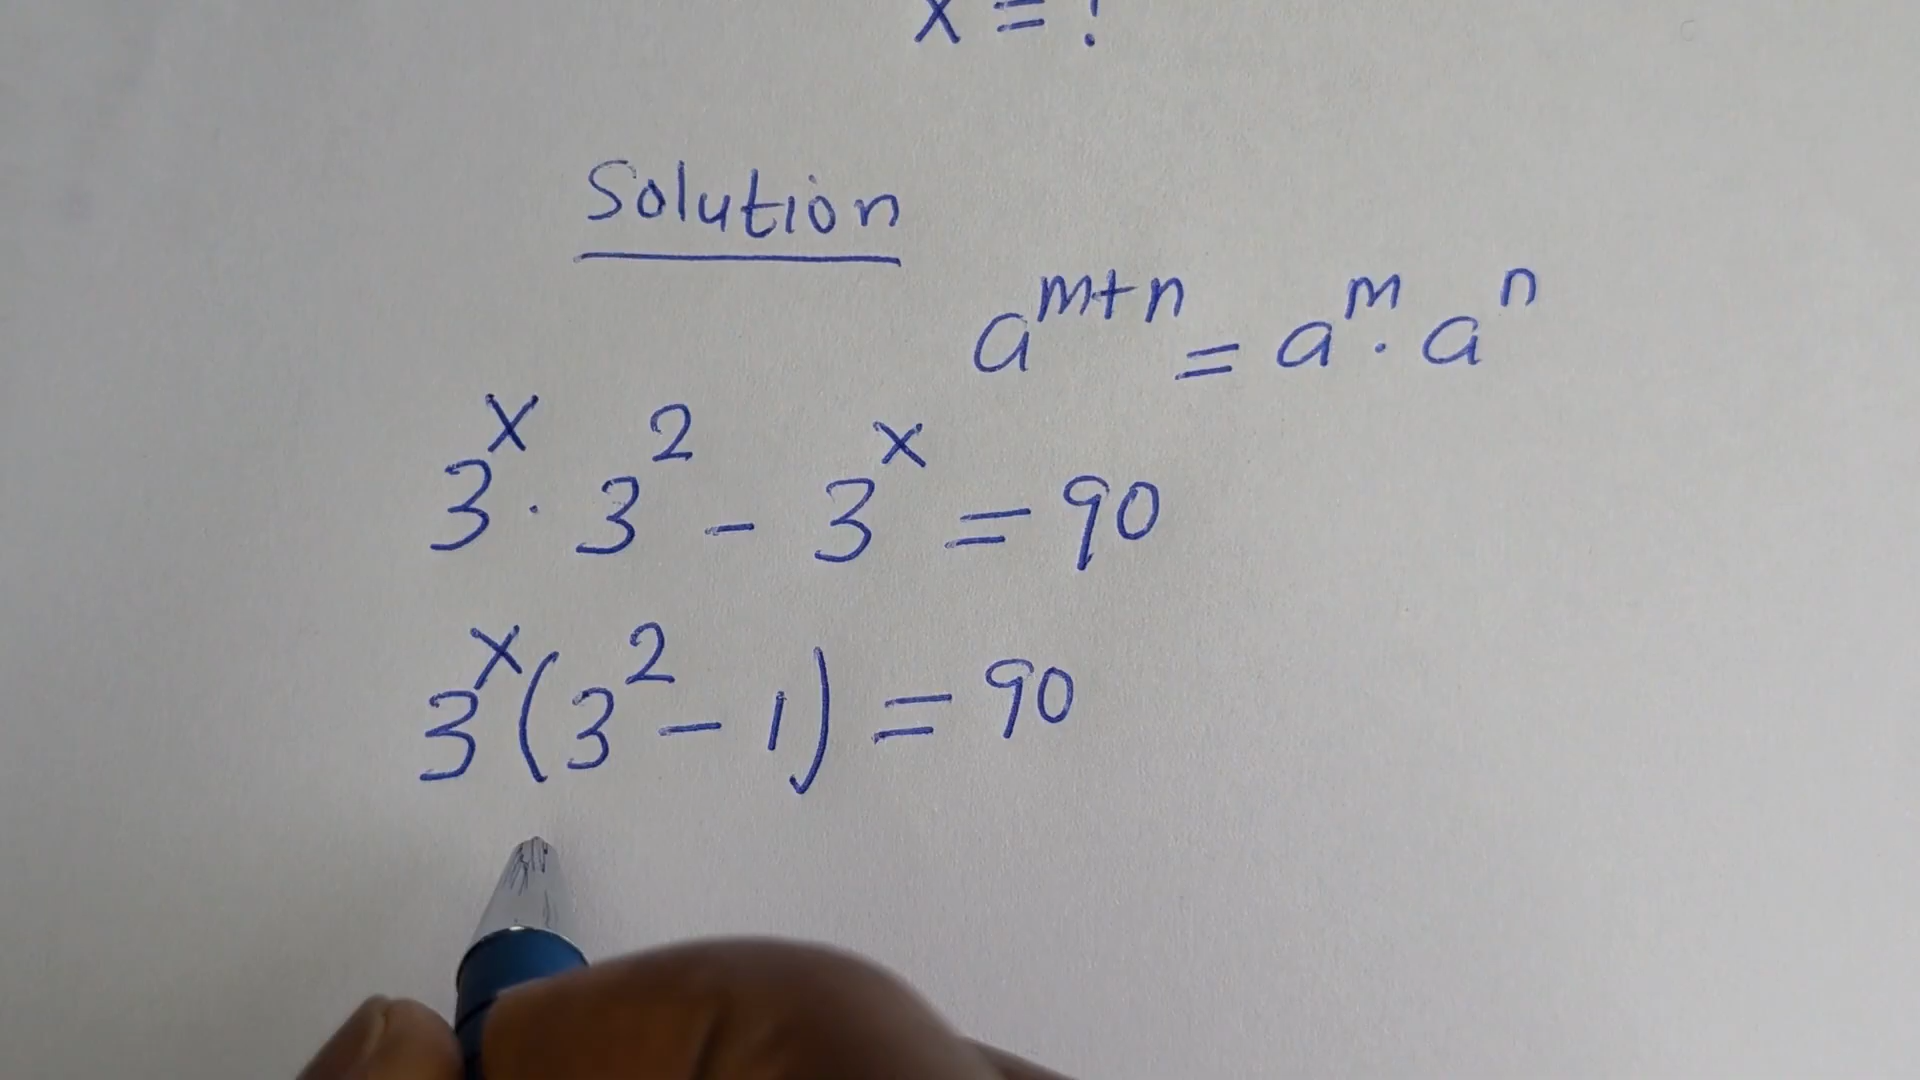 x = ?
Solution
a^{m+n} = a^m · a^n
3^x · 3^2 - 3^x = 90
3^x(3^2 - 1) = 90